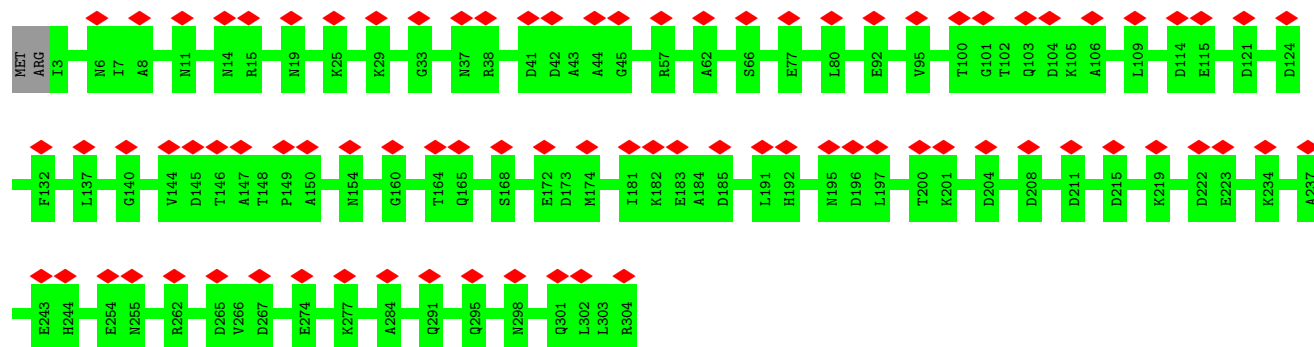 MET ARG I3 N6 I7 A8 N11 N14 R15 N19 K25 K29 G33 N37 R38 D41 D42 A43 A44 G45 R57 A62 S66 E77 L80 E92 V95 T100 G101 T102 Q103 D104 K105 A106 L109 D114 E115 D121 D124
F132 L137 G140 V144 D145 T146 A147 T148 P149 A150 N154 G160 T164 Q165 S168 E172 D173 M174 I181 K182 E183 A184 D185 L191 H192 N195 D196 L197 T200 K201 D204 D208 D211 D215 K219 D222 E223 K234 A237
E243 H244 E254 N255 R262 D265 V266 D267 E274 K277 A284 Q291 Q295 N298 Q301 L302 L303 R304